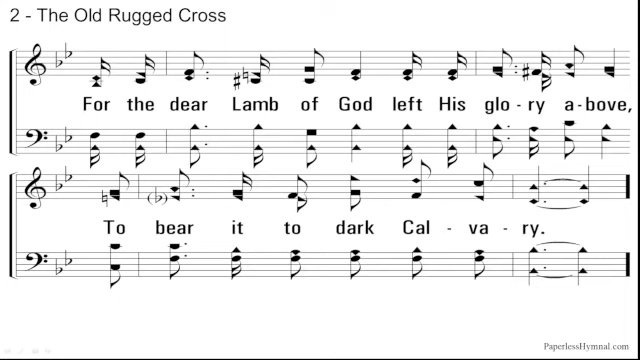 2 - The Old Rugged Cross
For the dear Lamb of God left His glo - ry a - bove,
To bear it to dark Cal - va - ry.
PaperlessHymnal.com